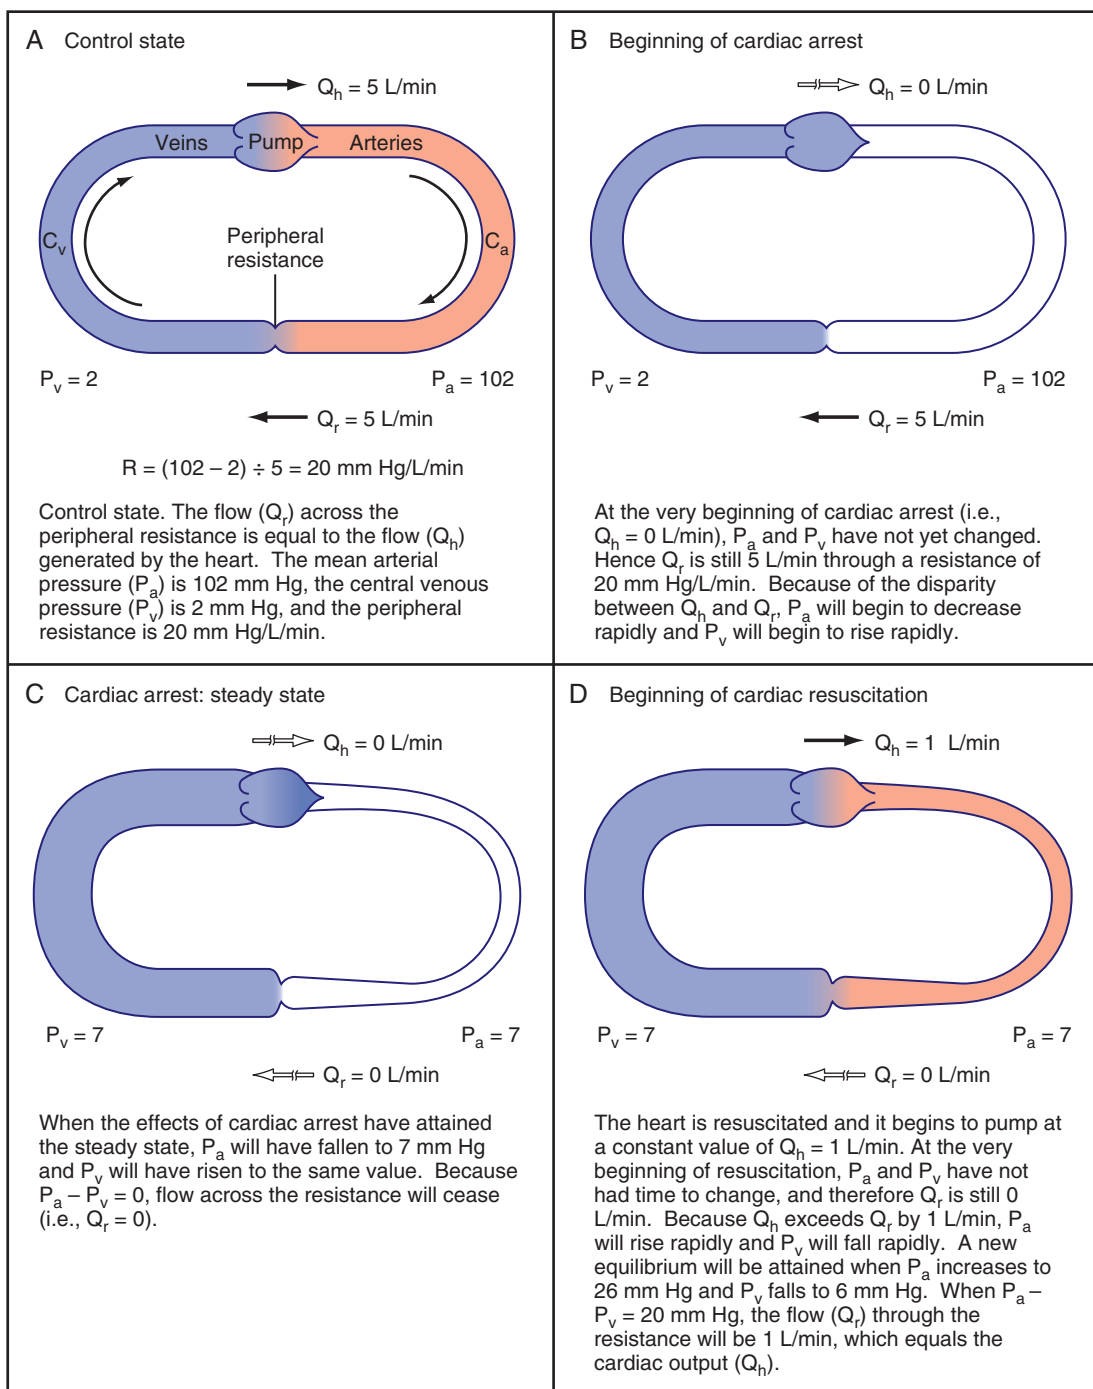 A Control state
Qh = 5 L/min
Veins Pump Arteries
Cv
Peripheral
resistance
Ca
Pv = 2
Pa = 102
Qr = 5 L/min
R = (102 – 2) ÷ 5 = 20 mm Hg/L/min
Control state. The flow (Qr) across the
peripheral resistance is equal to the flow (Qh)
generated by the heart. The mean arterial
pressure (Pa) is 102 mm Hg, the central venous
pressure (Pv) is 2 mm Hg, and the peripheral
resistance is 20 mm Hg/L/min.
B Beginning of cardiac arrest
Qh = 0 L/min
Pv = 2
Pa = 102
Qr = 5 L/min
At the very beginning of cardiac arrest (i.e.,
Qh = 0 L/min), Pa and Pv have not yet changed.
Hence Qr is still 5 L/min through a resistance of
20 mm Hg/L/min. Because of the disparity
between Qh and Qr, Pa will begin to decrease
rapidly and Pv will begin to rise rapidly.
C Cardiac arrest: steady state
Qh = 0 L/min
Pv = 7
Pa = 7
Qr = 0 L/min
When the effects of cardiac arrest have attained
the steady state, Pa will have fallen to 7 mm Hg
and Pv will have risen to the same value. Because
Pa – Pv = 0, flow across the resistance will cease
(i.e., Qr = 0).
D Beginning of cardiac resuscitation
Qh = 1 L/min
Pv = 7
Pa = 7
Qr = 0 L/min
The heart is resuscitated and it begins to pump at
a constant value of Qh = 1 L/min. At the very
beginning of resuscitation, Pa and Pv have not
had time to change, and therefore Qr is still 0
L/min. Because Qh exceeds Qr by 1 L/min, Pa
will rise rapidly and Pv will fall rapidly. A new
equilibrium will be attained when Pa increases to
26 mm Hg and Pv falls to 6 mm Hg. When Pa –
Pv = 20 mm Hg, the flow (Qr) through the
resistance will be 1 L/min, which equals the
cardiac output (Qh).